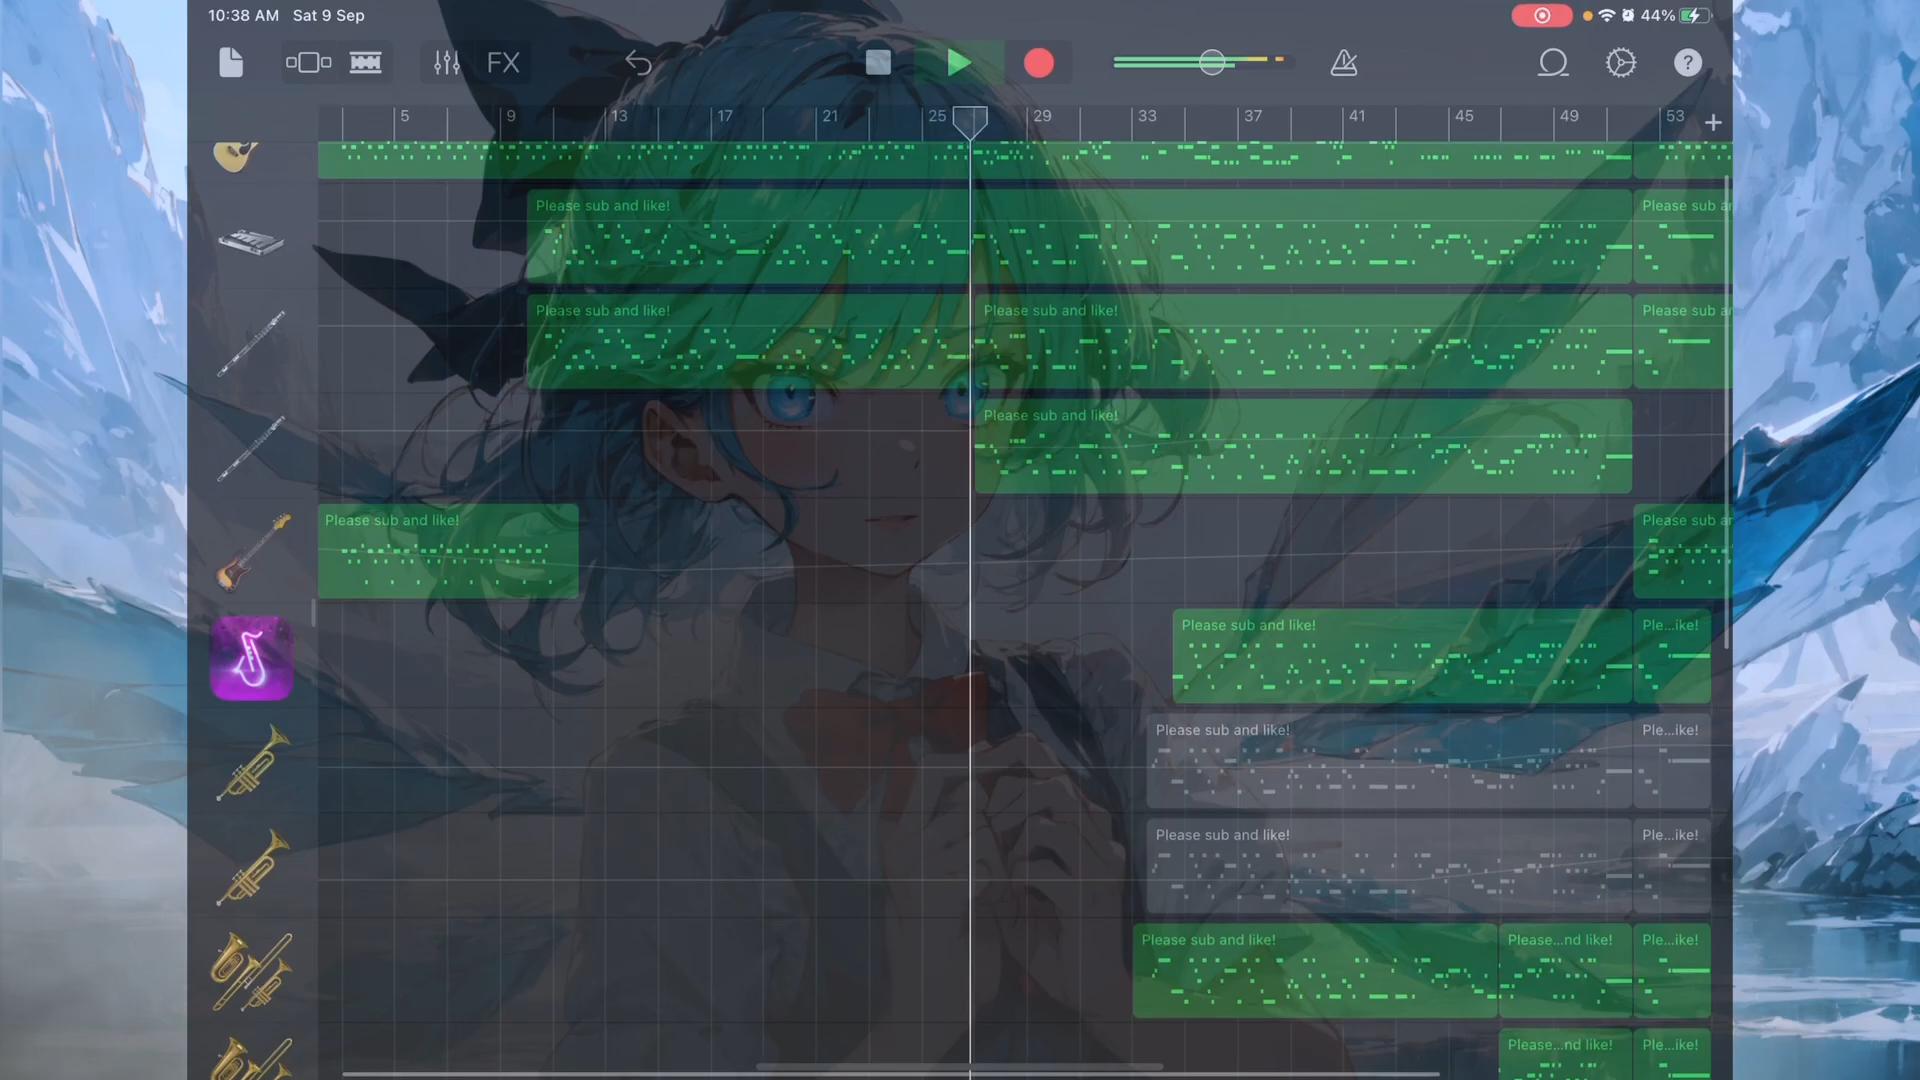 10:38 AM Sat 9 Sep 44%
FX ?
5 9 13 17 21 25 29 33 37 41 45 49 53 +
Please sub and like! Please sub ar
Please sub and like! Please sub and like! Please sub ar
Please sub and like!
Please sub and like! Please sub ar
Please sub and like! Ple...ike!
Please sub and like! Ple...ike!
Please sub and like! Ple...ike!
Please sub and like! Please...nd like! Ple...ike!
Please...nd like! Ple...ike!